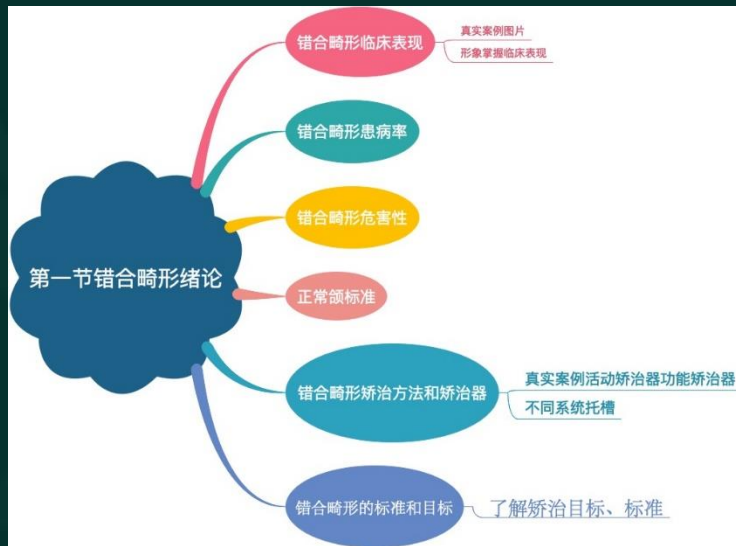 第一节错合畸形绪论
错合畸形临床表现
真实案例图片
形象掌握临床表现
错合畸形患病率
错合畸形危害性
正常颌标准
错合畸形矫治方法和矫治器
真实案例活动矫治器功能矫治器
不同系统托槽
错合畸形的标准和目标
了解矫治目标、标准